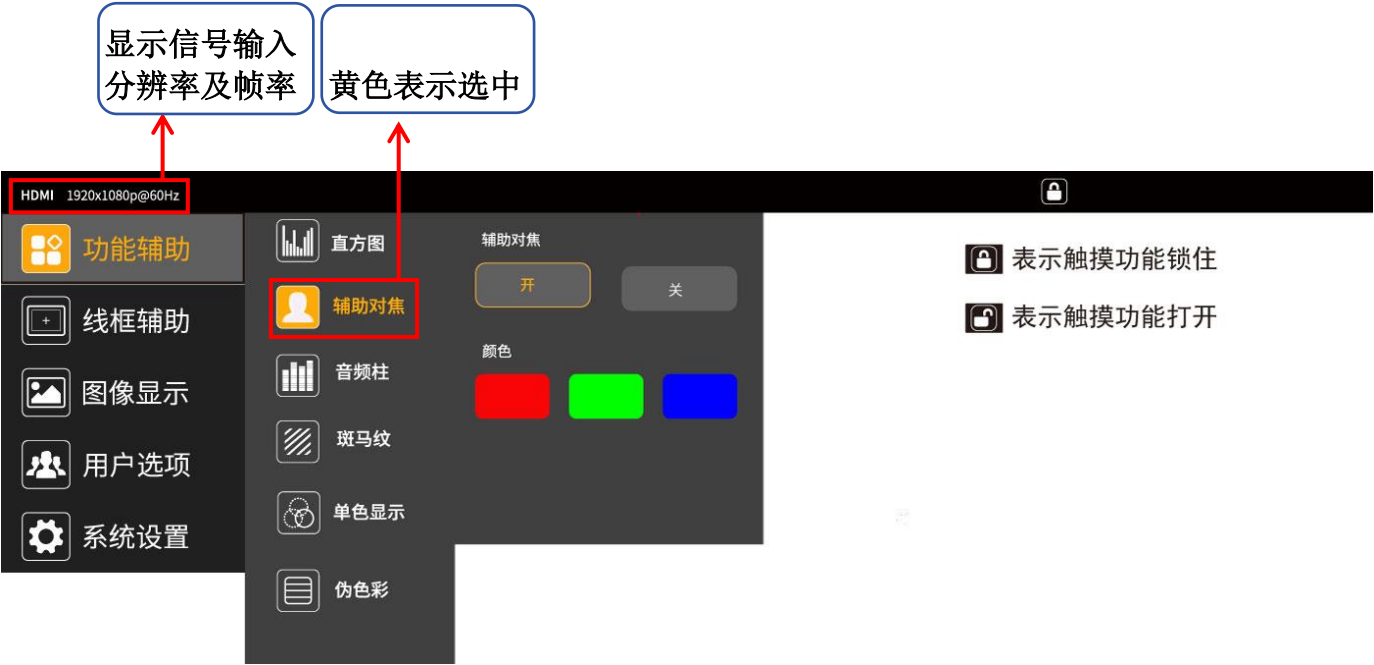 显示信号输入
分辨率及帧率
黄色表示选中
HDMI 1920x1080p@60Hz
功能辅助
线框辅助
图像显示
用户选项
系统设置
直方图
辅助对焦
音频柱
斑马纹
单色显示
伪色彩
辅助对焦
开 关
颜色
表示触摸功能锁住
表示触摸功能打开